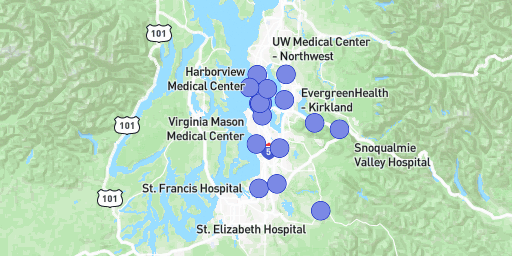 101
UW Medical Center
- Northwest
Harborview
Medical Center
EvergreenHealth
- Kirkland
101
Virginia Mason
Medical Center
5
Snoqualmie
Valley Hospital
St. Francis Hospital
101
St. Elizabeth Hospital